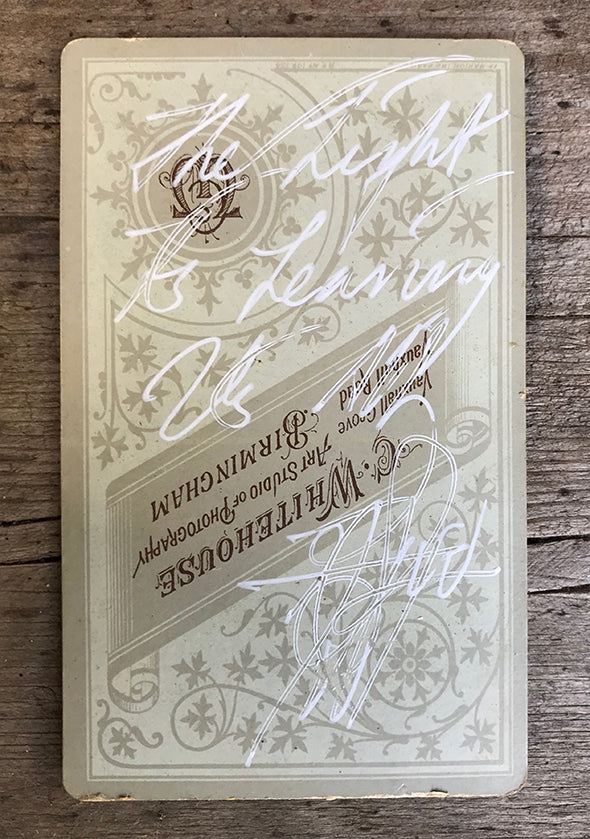 The Light
Is Leaving
Us All
C. WHITEHOUSE
ART STUDIO OF PHOTOGRAPHY
BIRMINGHAM
Vauxhall Grove
Vauxhall Road